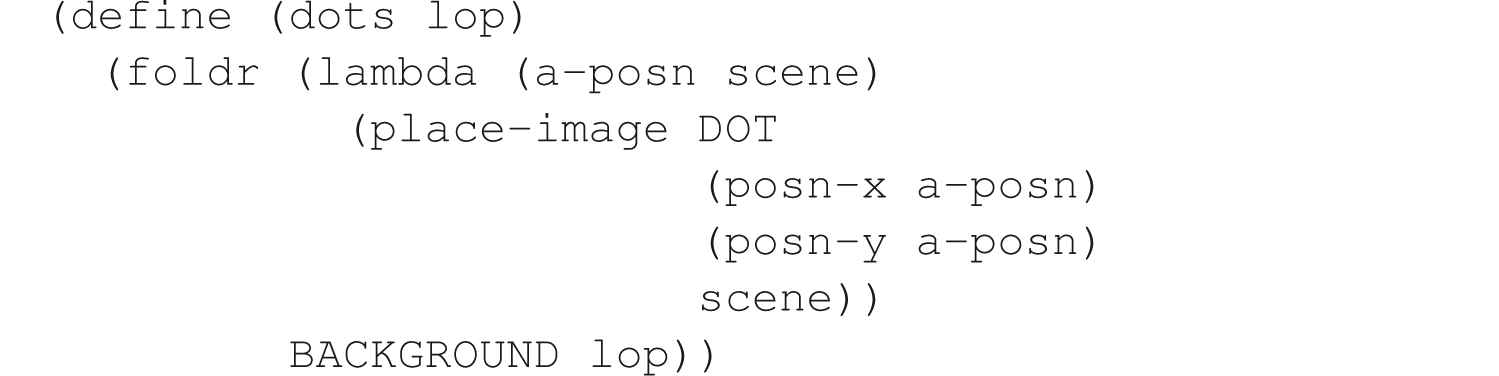 (define (dots lop)
  (foldr (lambda (a-posn scene)
           (place-image DOT
                        (posn-x a-posn)
                        (posn-y a-posn)
                        scene))
         BACKGROUND lop))